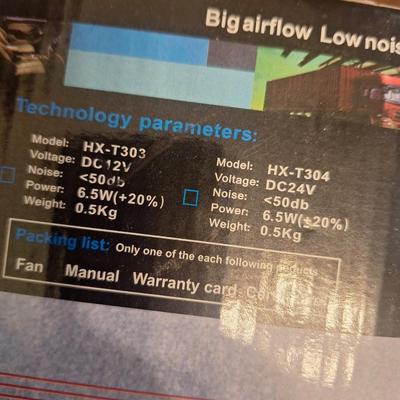 Big airflow Low nois
Technology parameters:
Model: HX-T303
Voltage: DC12V
Noise: <50db
Power: 6.5W(+20%)
Weight: 0.5Kg
Model: HX-T304
Voltage: DC24V
Noise: <50db
Power: 6.5W(±20%)
Weight: 0.5Kg
Packing list: Only one of the each following products
Fan Manual Warranty card